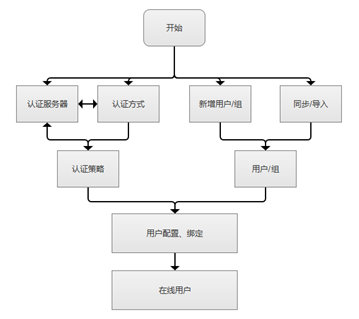 开始
认证服务器
认证方式
新增用户/组
同步/导入
认证策略
用户/组
用户配置、绑定
在线用户